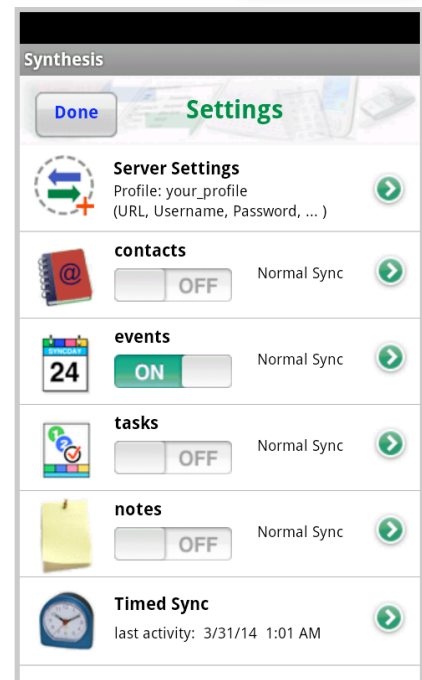 Synthesis
Done
Settings
Server Settings
Profile: your_profile
(URL, Username, Password, ... )
contacts
OFF
Normal Sync
@
events
ON
Normal Sync
SYNCDAY
24
tasks
OFF
Normal Sync
1
2
notes
OFF
Normal Sync
Timed Sync
last activity: 3/31/14 1:01 AM